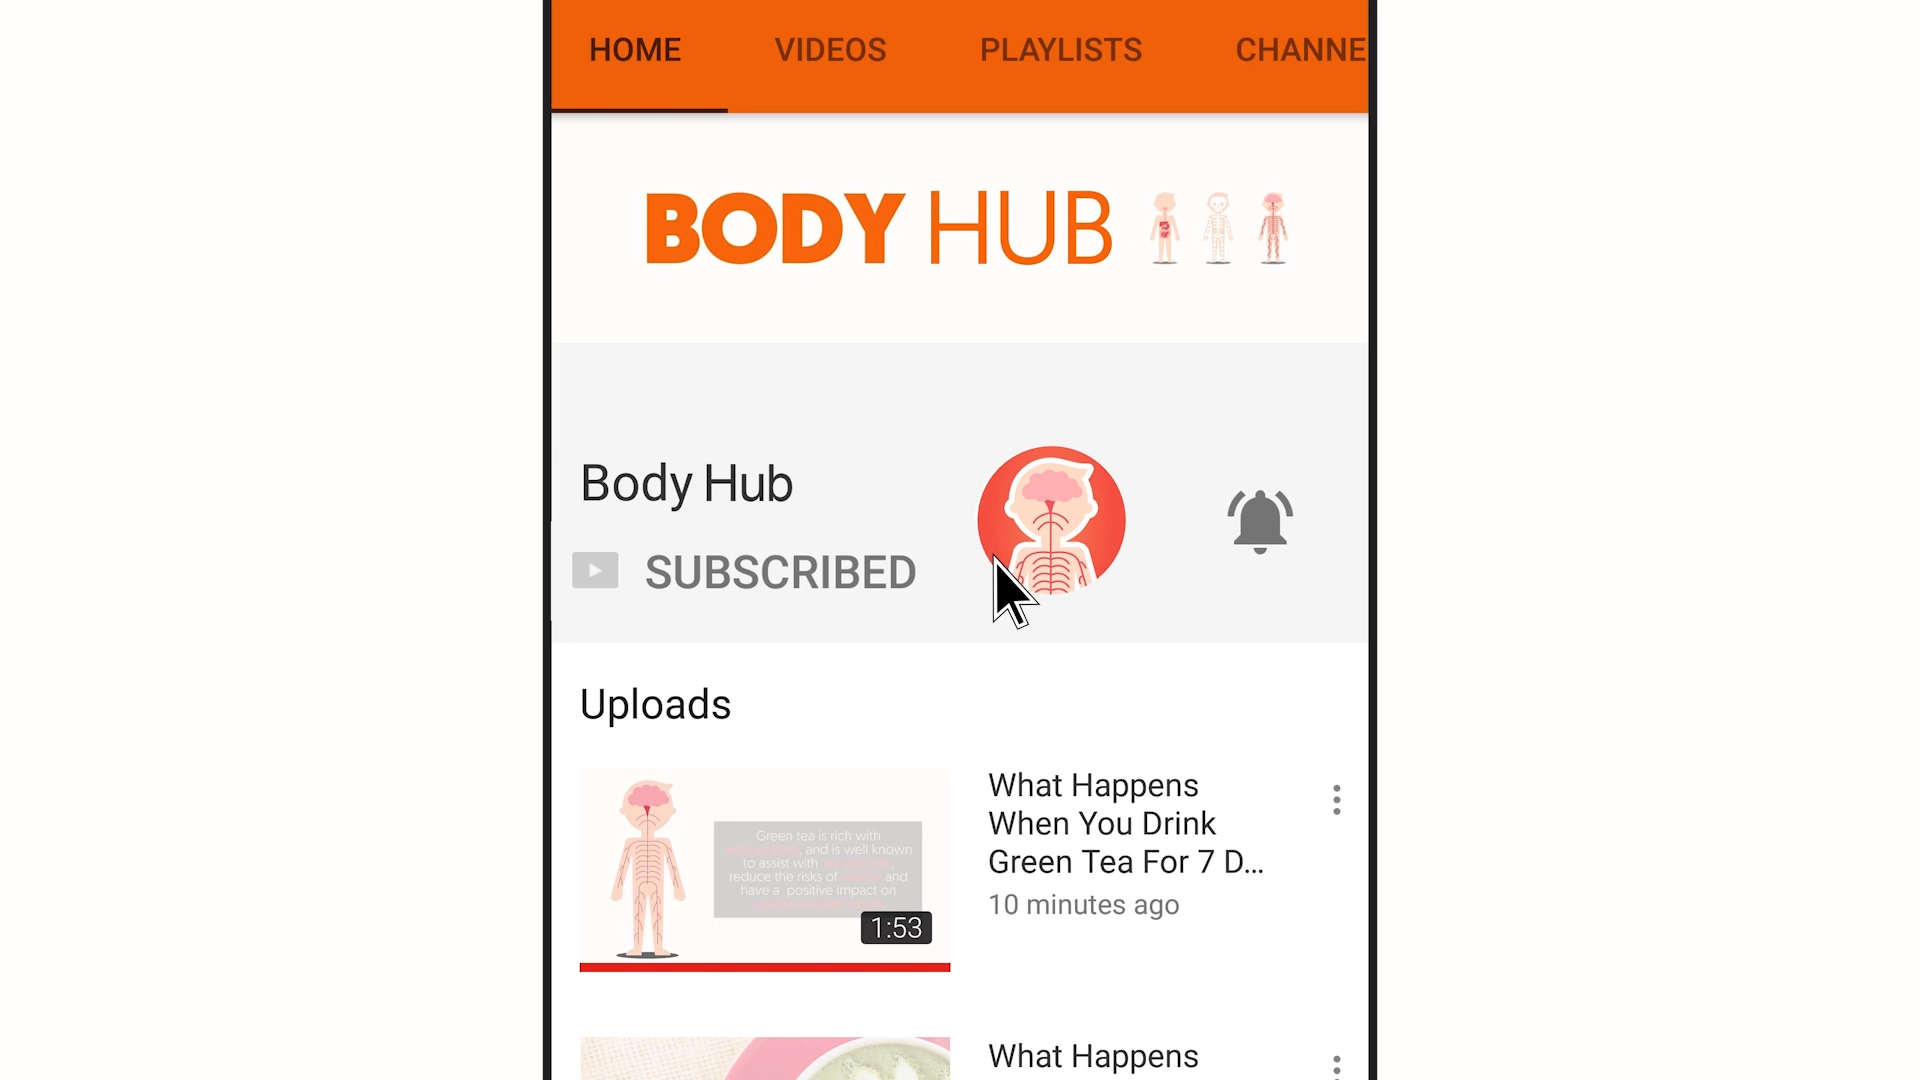 HOME VIDEOS PLAYLISTS CHANNE
BODY HUB
Body Hub
SUBSCRIBED
Uploads
Green tea is rich with
, and is well known
to assist with
reduce the risks of and
have a positive impact on
1:53
What Happens
When You Drink
Green Tea For 7 D...
10 minutes ago
What Happens